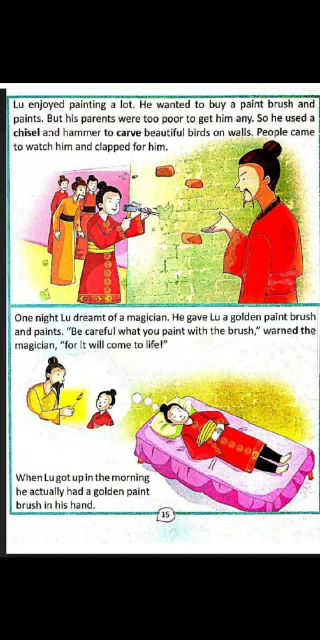 Lu enjoyed painting a lot. He wanted to buy a paint brush and
paints. But his parents were too poor to get him any. So he used a
chisel and hammer to carve beautiful birds on walls. People came
to watch him and clapped for him.
One night Lu dreamt of a magician. He gave Lu a golden paint brush
and paints. "Be careful what you paint with the brush," warned the
magician, "for it will come to life!"
When Lu got up in the morning
he actually had a golden paint
brush in his hand.
15